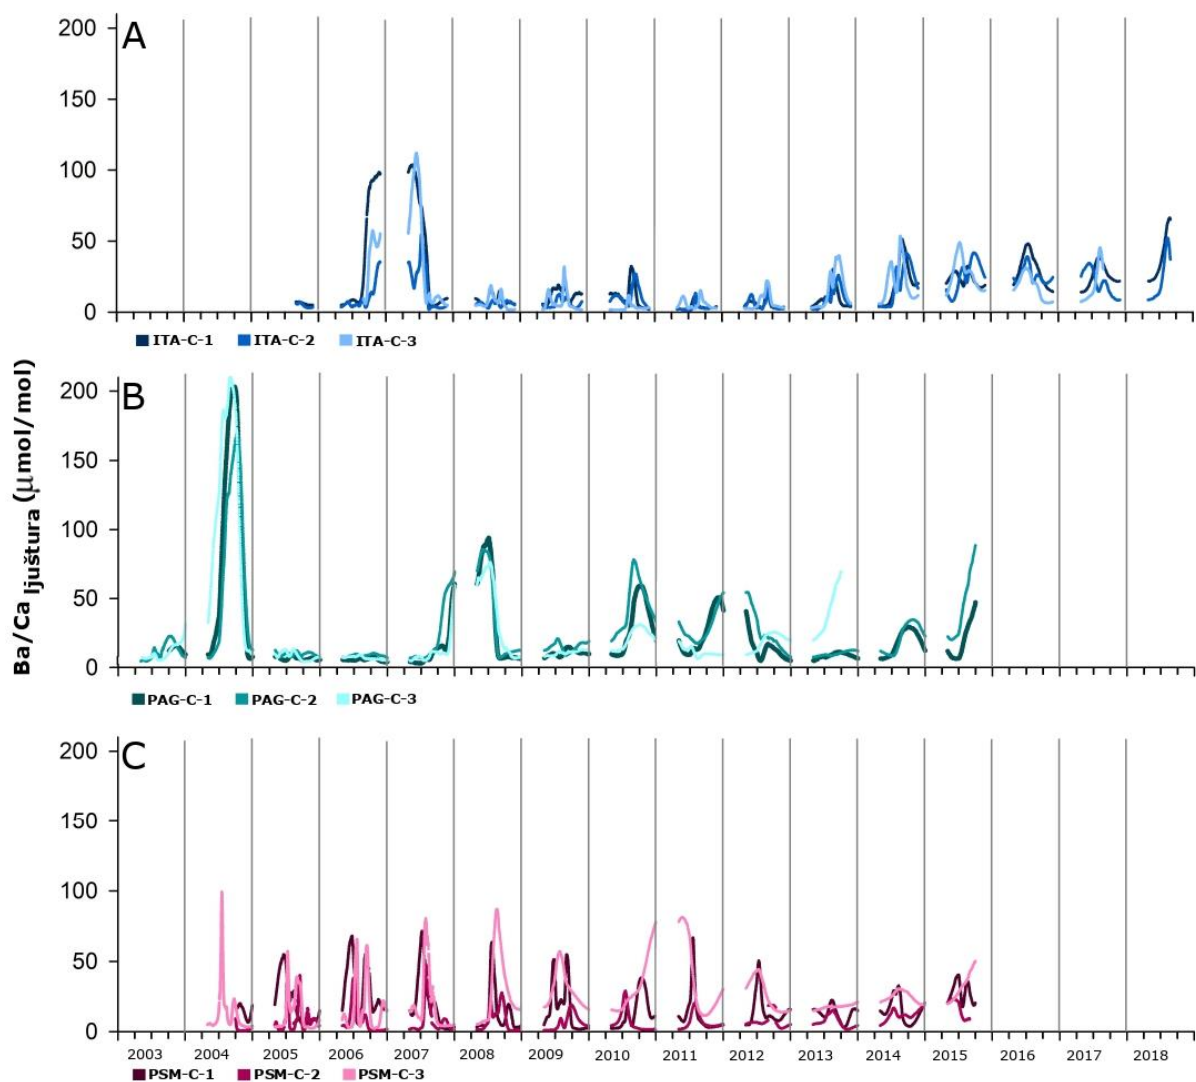 A
200
150
100
50
0
ITA-C-1 ITA-C-2 ITA-C-3
Ba/Ca ljuštura (μmol/mol)
B
200
150
100
50
0
PAG-C-1 PAG-C-2 PAG-C-3
C
200
150
100
50
0
2003 2004 2005 2006 2007 2008 2009 2010 2011 2012 2013 2014 2015 2016 2017 2018
PSM-C-1 PSM-C-2 PSM-C-3